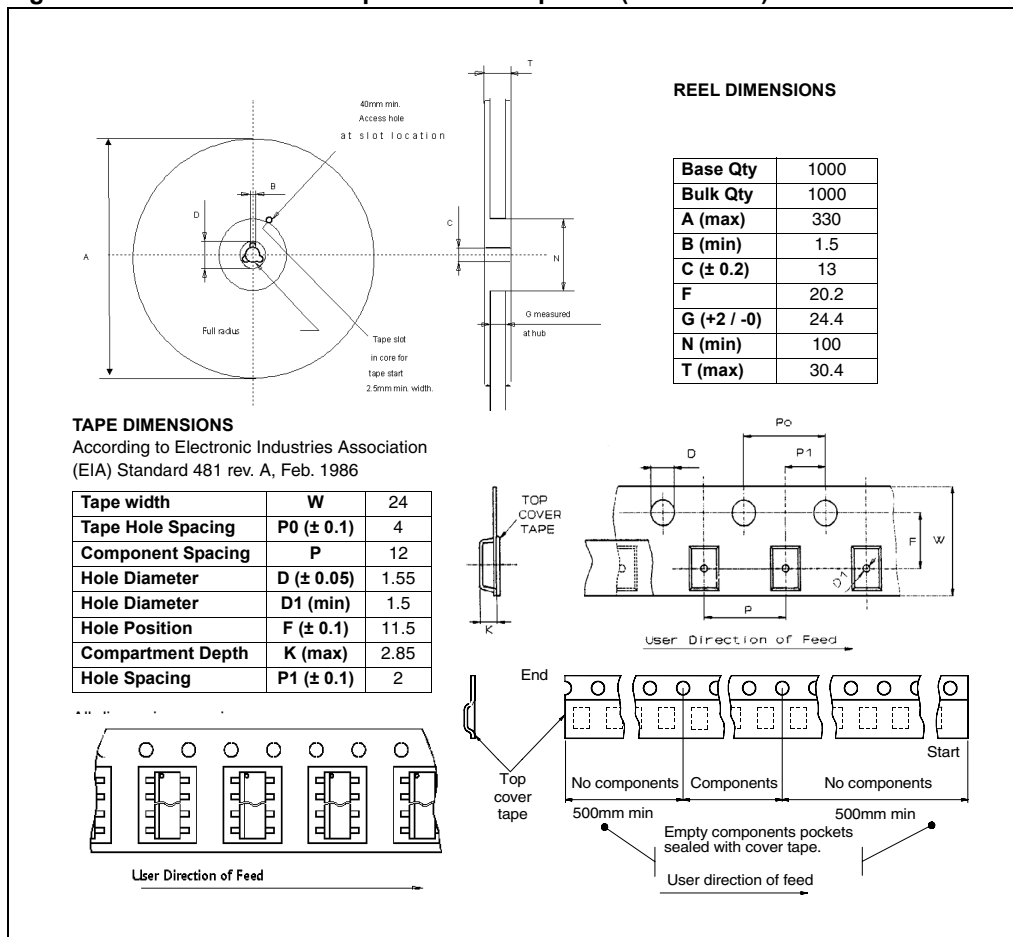 40mm min.
Access hole
at slot location
T
B
D
C
A
N
G measured
at hub
Full radius
Tape slot
in core for
tape start
2.5mm min. width.
REEL DIMENSIONS
Base Qty 1000
Bulk Qty 1000
A (max) 330
B (min) 1.5
C (± 0.2) 13
F 20.2
G (+2 / -0) 24.4
N (min) 100
T (max) 30.4
TAPE DIMENSIONS
According to Electronic Industries Association
(EIA) Standard 481 rev. A, Feb. 1986
Tape width W 24
Tape Hole Spacing P0 (± 0.1) 4
Component Spacing P 12
Hole Diameter D (± 0.05) 1.55
Hole Diameter D1 (min) 1.5
Hole Position F (± 0.1) 11.5
Compartment Depth K (max) 2.85
Hole Spacing P1 (± 0.1) 2
Po
D
P1
TOP
COVER
TAPE
F
W
D1
P
K
User Direction of Feed
End
Start
Top
cover
tape
No components
Components
No components
500mm min
500mm min
Empty components pockets
sealed with cover tape.
User direction of feed
User Direction of Feed